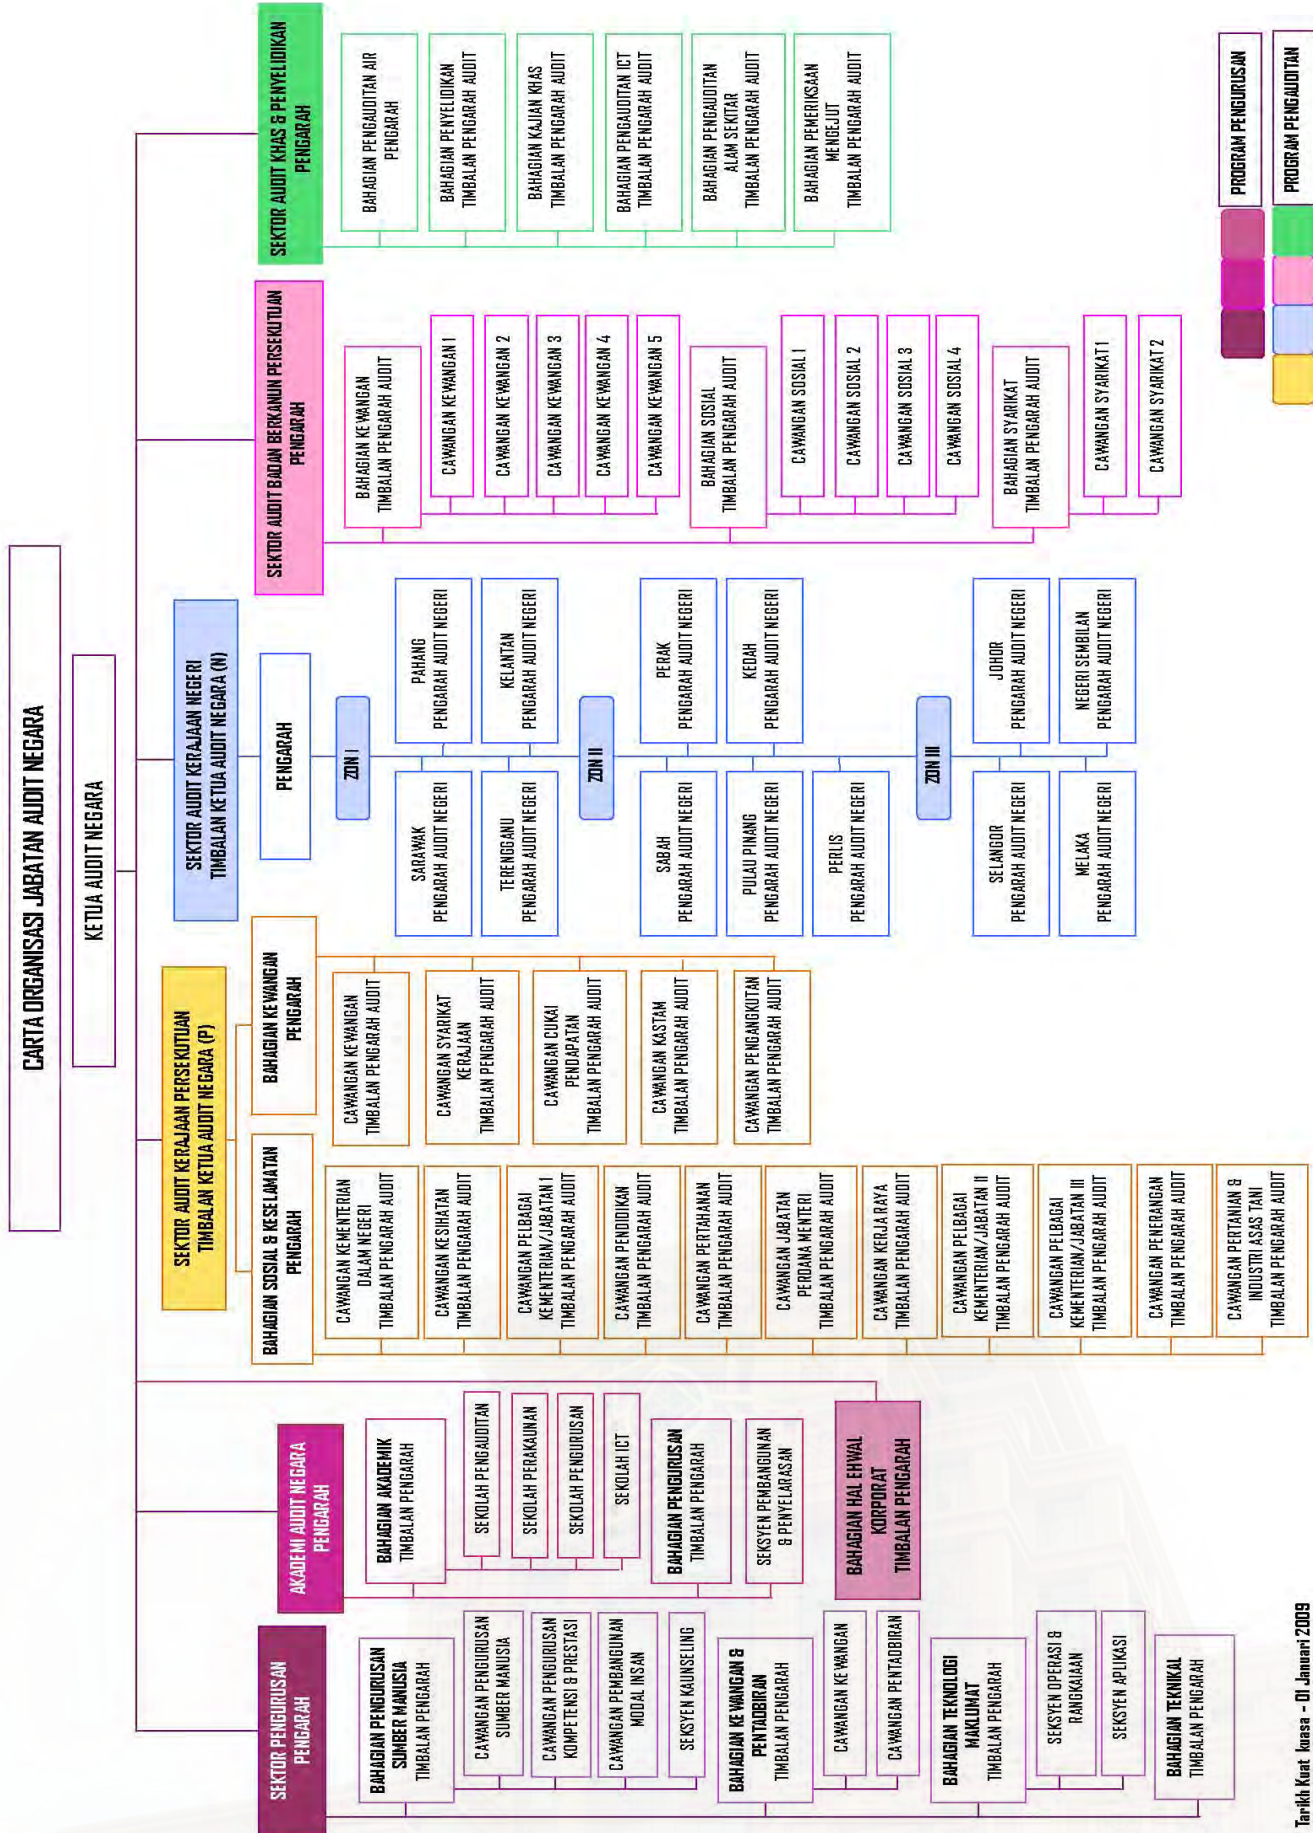 CARTA ORGANISASI JABATAN AUDIT NEGARA
KETUA AUDIT NEGARA
SEKTOR PENGURUSAN
PENGARAH
BAHAGIAN PENGURUSAN
SUMBER MANUSIA
TIMBALAN PENGARAH
CAWANGAN PENGURUSAN
SUMBER MANUSIA
CAWANGAN PENGURUSAN
KOMPETENSI & PRESTASI
CAWANGAN PEMBANGUNAN
MODAL INSAN
SEKSYEN KAUNSELING
BAHAGIAN KEWANGAN &
PENTADBIRAN
TIMBALAN PENGARAH
CAWANGAN KEWANGAN
CAWANGAN PENTADBIRAN
BAHAGIAN TEKNOLOGI
MAKLUMAT
TIMBALAN PENGARAH
SEKSYEN OPERASI &
RANGKAIAN
SEKSYEN APLIKASI
BAHAGIAN TEKNIKAL
TIMBALAN PENGARAH
AKADEMI AUDIT NEGARA
PENGARAH
BAHAGIAN AKADEMIK
TIMBALAN PENGARAH
SEKOLAH PENGAUDITAN
SEKOLAH PERAKAUNAN
SEKOLAH PENGURUSAN
SEKOLAH ICT
BAHAGIAN PENGURUSAN
TIMBALAN PENGARAH
SEKSYEN PEMBANGUNAN
& PENYELARASAN
BAHAGIAN HAL EHWAL
KORPORAT
TIMBALAN PENGARAH
SEKTOR AUDIT KERAJAAN PERSEKUTUAN
TIMBALAN KETUA AUDIT NEGARA (P)
BAHAGIAN SOSIAL & KESELAMATAN
PENGARAH
CAWANGAN KEMENTERIAN
DALAM NEGERI
TIMBALAN PENGARAH AUDIT
CAWANGAN KESIHATAN
TIMBALAN PENGARAH AUDIT
CAWANGAN PELBAGAI
KEMENTERIAN/JABATAN I
TIMBALAN PENGARAH AUDIT
CAWANGAN PENDIDIKAN
TIMBALAN PENGARAH AUDIT
CAWANGAN PERTAHANAN
TIMBALAN PENGARAH AUDIT
CAWANGAN JABATAN
PERDANA MENTERI
TIMBALAN PENGARAH AUDIT
CAWANGAN KERJA RAYA
TIMBALAN PENGARAH AUDIT
CAWANGAN PELBAGAI
KEMENTERIAN/JABATAN II
TIMBALAN PENGARAH AUDIT
CAWANGAN PELBAGAI
KEMENTERIAN/JABATAN III
TIMBALAN PENGARAH AUDIT
CAWANGAN PENERANGAN
TIMBALAN PENGARAH AUDIT
CAWANGAN PERTANIAN &
INDUSTRI ASAS TANI
TIMBALAN PENGARAH AUDIT
BAHAGIAN KEWANGAN
PENGARAH
CAWANGAN KEWANGAN
TIMBALAN PENGARAH AUDIT
CAWANGAN SYARIKAT
KERAJAAN
TIMBALAN PENGARAH AUDIT
CAWANGAN CUKAI
PENDAPATAN
TIMBALAN PENGARAH AUDIT
CAWANGAN KASTAM
TIMBALAN PENGARAH AUDIT
CAWANGAN PENGANGKUTAN
TIMBALAN PENGARAH AUDIT
SEKTOR AUDIT KERAJAAN NEGERI
TIMBALAN KETUA AUDIT NEGARA (N)
PENGARAH
ZON I
SARAWAK
PENGARAH AUDIT NEGERI
PAHANG
PENGARAH AUDIT NEGERI
TERENGGANU
PENGARAH AUDIT NEGERI
KELANTAN
PENGARAH AUDIT NEGERI
ZON II
SABAH
PENGARAH AUDIT NEGERI
PERAK
PENGARAH AUDIT NEGERI
PULAU PINANG
PENGARAH AUDIT NEGERI
KEDAH
PENGARAH AUDIT NEGERI
PERLIS
PENGARAH AUDIT NEGERI
ZON III
SELANGOR
PENGARAH AUDIT NEGERI
JOHOR
PENGARAH AUDIT NEGERI
MELAKA
PENGARAH AUDIT NEGERI
NEGERI SEMBILAN
PENGARAH AUDIT NEGERI
SEKTOR AUDIT BADAN BERKANUN PERSEKUTUAN
PENGARAH
BAHAGIAN KEWANGAN
TIMBALAN PENGARAH AUDIT
CAWANGAN KEWANGAN 1
CAWANGAN KEWANGAN 2
CAWANGAN KEWANGAN 3
CAWANGAN KEWANGAN 4
CAWANGAN KEWANGAN 5
BAHAGIAN SOSIAL
TIMBALAN PENGARAH AUDIT
CAWANGAN SOSIAL 1
CAWANGAN SOSIAL 2
CAWANGAN SOSIAL 3
CAWANGAN SOSIAL 4
BAHAGIAN SYARIKAT
TIMBALAN PENGARAH AUDIT
CAWANGAN SYARIKAT 1
CAWANGAN SYARIKAT 2
SEKTOR AUDIT KHAS & PENYELIDIKAN
PENGARAH
BAHAGIAN PENGAUDITAN AIR
PENGARAH
BAHAGIAN PENYELIDIKAN
TIMBALAN PENGARAH AUDIT
BAHAGIAN KAJIAN KHAS
TIMBALAN PENGARAH AUDIT
BAHAGIAN PENGAUDITAN ICT
TIMBALAN PENGARAH AUDIT
BAHAGIAN PENGAUDITAN
ALAM SEKITAR
TIMBALAN PENGARAH AUDIT
BAHAGIAN PEMERIKSAAN
MENGEJUT
TIMBALAN PENGARAH AUDIT
PROGRAM PENGURUSAN
PROGRAM PENGAUDITAN
Tarikh Kuat kuasa - 01 Januari 2009